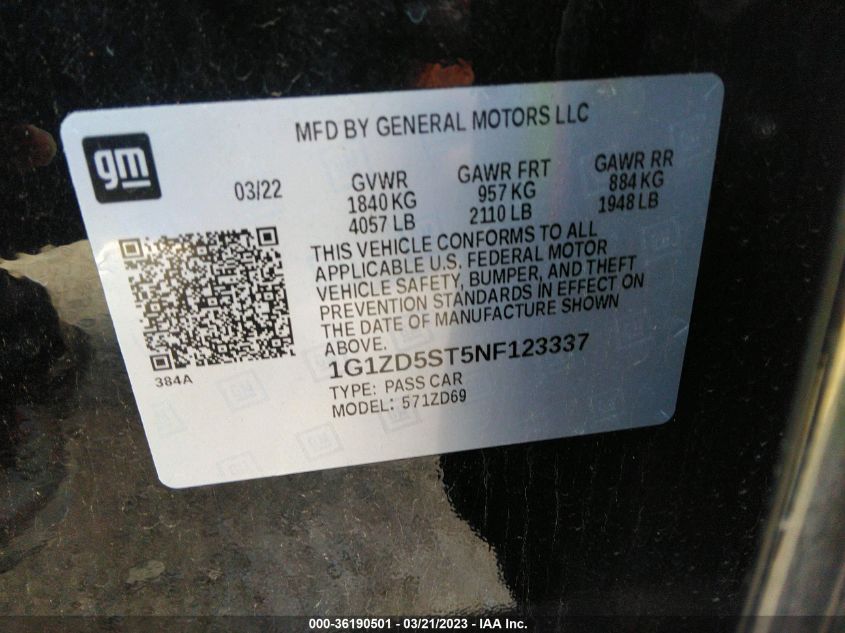 MFD BY GENERAL MOTORS LLC
gm
03/22
GVWR
1840 KG
4057 LB
GAWR FRT
957 KG
2110 LB
GAWR RR
884 KG
1948 LB
THIS VEHICLE CONFORMS TO ALL
APPLICABLE U.S. FEDERAL MOTOR
VEHICLE SAFETY, BUMPER, AND THEFT
PREVENTION STANDARDS IN EFFECT ON
THE DATE OF MANUFACTURE SHOWN
ABOVE.
384A
1G1ZD5ST5NF123337
TYPE: PASS CAR
MODEL: 571ZD69
000-36190501 - 03/21/2023 - IAA Inc.